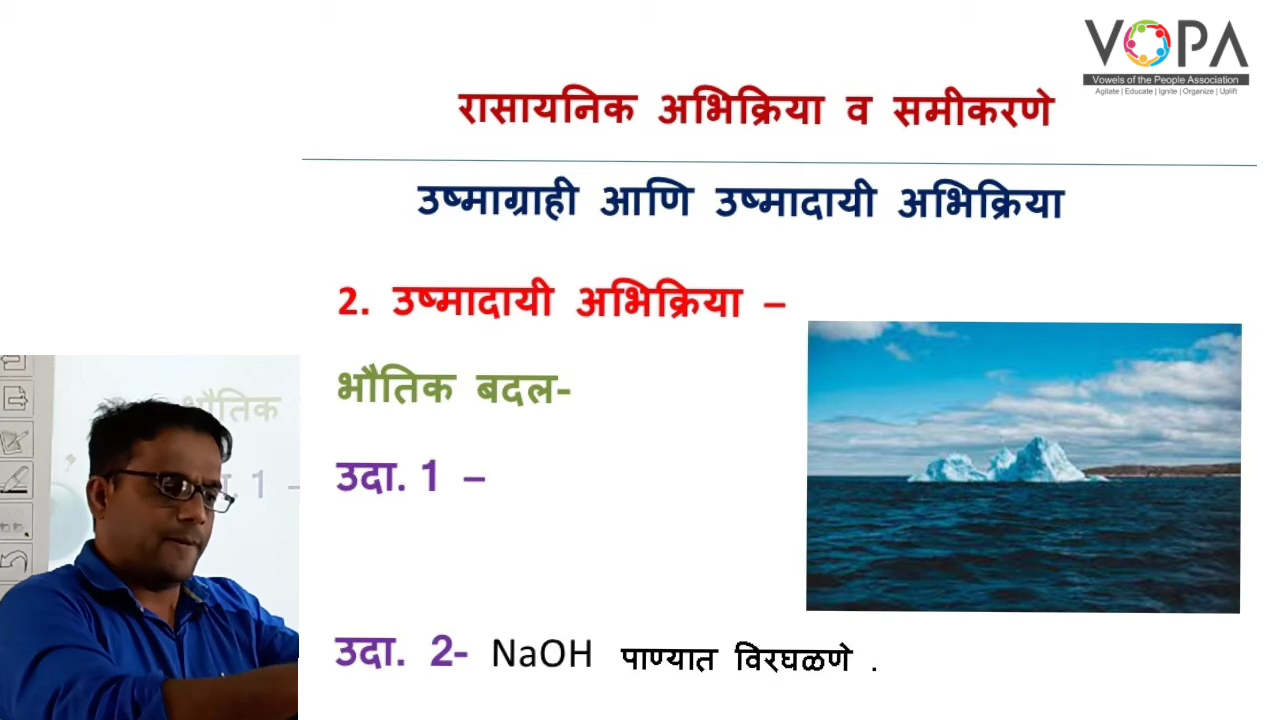 VOPA
Vowels of the People Association
Agitate | Educate | Ignite | Organize | Uplift
रासायनिक अभिक्रिया व समीकरणे
उष्माग्राही आणि उष्मादायी अभिक्रिया
2. उष्मादायी अभिक्रिया –
भौतिक बदल-
भौतिक
उदा. 1 –
दा. 1 –
उदा. 2- NaOH पाण्यात विरघळणे .